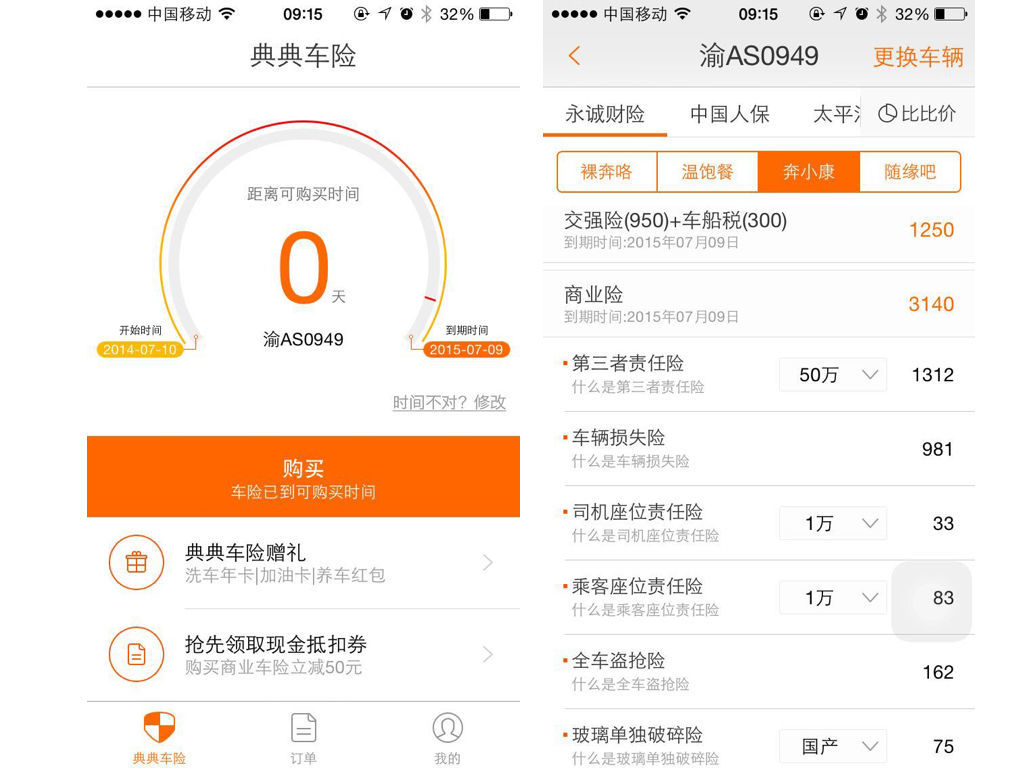 中国移动 09:15 32%
典典车险
距离可购买时间
0天
渝AS0949
开始时间
2014-07-10
到期时间
2015-07-09
时间不对？修改
购买
车险已到可购买时间
典典车险赠礼
洗车年卡|加油卡|养车红包
抢先领取现金抵扣券
购买商业车险立减50元
典典车险 订单 我的
中国移动 09:15 32%
渝AS0949 更换车辆
永诚财险 中国人保 太平 比比价
裸奔咯 温饱餐 奔小康 随缘吧
交强险(950)+车船税(300) 1250
到期时间:2015年07月09日
商业险 3140
到期时间:2015年07月09日
第三者责任险 50万 1312
什么是第三者责任险
车辆损失险 981
什么是车辆损失险
司机座位责任险 1万 33
什么是司机座位责任险
乘客座位责任险 1万 83
什么是乘客座位责任险
全车盗抢险 162
什么是全车盗抢险
玻璃单独破碎险 国产 75
什么是玻璃单独破碎险